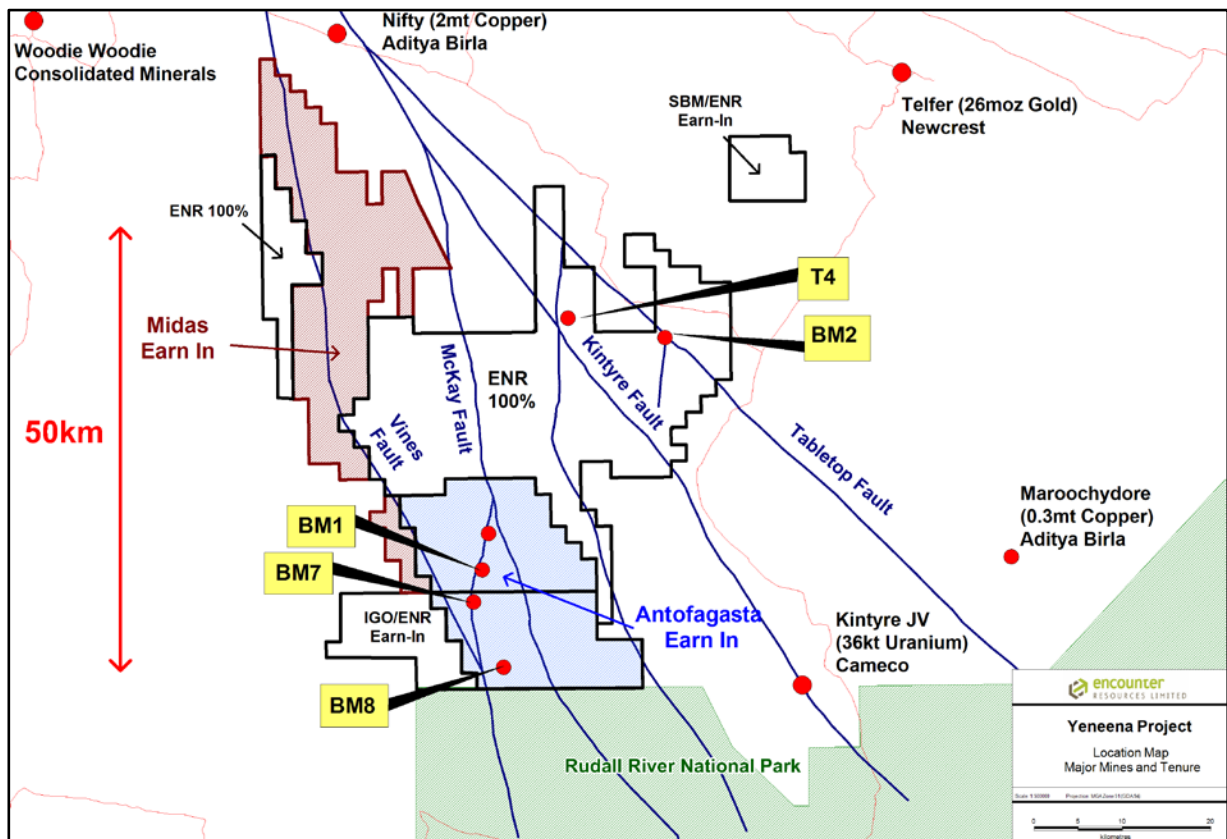 Woodie Woodie
Consolidated Minerals
Nifty (2mt Copper)
Aditya Birla
Telfer (26moz Gold)
Newcrest
SBM/ENR
Earn-In
ENR 100%
T4
BM2
Midas
Earn In
50km
McKay Fault
ENR
100%
Kintyre Fault
Vines
Fault
Tabletop Fault
Maroochydore
(0.3mt Copper)
Aditya Birla
BM1
BM7
IGO/ENR
Earn-In
Antofagasta
Earn In
Kintyre JV
(36kt Uranium)
Cameco
BM8
Rudall River National Park
encounter
RESOURCES LIMITED
Yeneena Project
Location Map
Major Mines and Tenure
0 5 10 20
kilometres